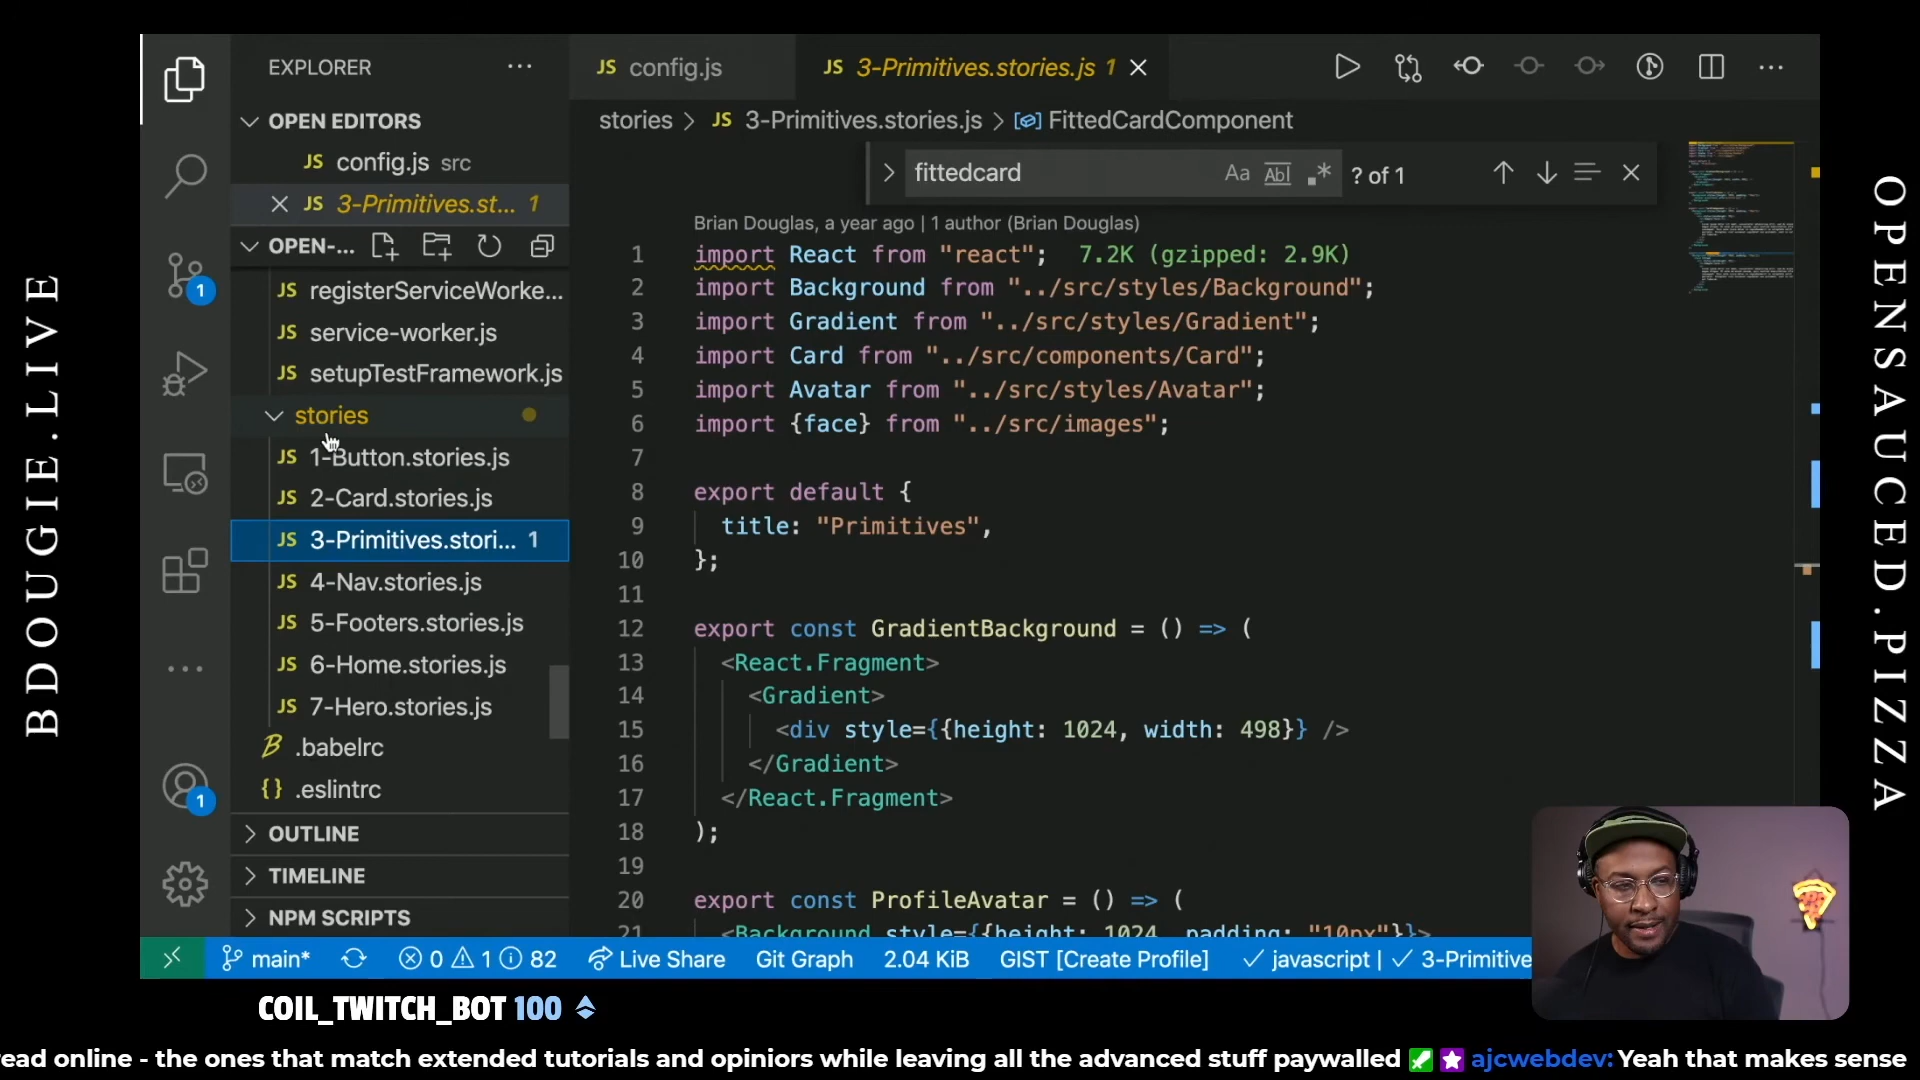 BDOUGIE.LIVE
EXPLORER
OPEN EDITORS
JS config.js src
JS 3-Primitives.st... 1
OPEN-...
JS registerServiceWorke...
JS service-worker.js
JS setupTestFramework.js
stories
JS 1-Button.stories.js
JS 2-Card.stories.js
JS 3-Primitives.stori... 1
JS 4-Nav.stories.js
JS 5-Footers.stories.js
JS 6-Home.stories.js
JS 7-Hero.stories.js
.babelrc
{} .eslintrc
OUTLINE
TIMELINE
NPM SCRIPTS
1
1
JS config.js
JS 3-Primitives.stories.js 1
stories > JS 3-Primitives.stories.js > FittedCardComponent
fittedcard Aa Abl .* ? of 1
Brian Douglas, a year ago | 1 author (Brian Douglas)
1 import React from "react"; 7.2K (gzipped: 2.9K)
2 import Background from "../src/styles/Background";
3 import Gradient from "../src/styles/Gradient";
4 import Card from "../src/components/Card";
5 import Avatar from "../src/styles/Avatar";
6 import {face} from "../src/images";
7
8 export default {
9 title: "Primitives",
10 };
11
12 export const GradientBackground = () => (
13 <React.Fragment>
14 <Gradient>
15 <div style={{height: 1024, width: 498}} />
16 </Gradient>
17 </React.Fragment>
18 );
19
20 export const ProfileAvatar = () => (
21 <Background style={{height: 1024, padding: "10px"}}>
main* 0 1 82 Live Share Git Graph 2.04 KiB GIST [Create Profile] ✓ javascript | ✓ 3-Primitive
COIL_TWITCH_BOT 100
read online - the ones that match extended tutorials and opiniors while leaving all the advanced stuff paywalled ajcwebdev: Yeah that makes sense
OPENSAUCED.PIZZA